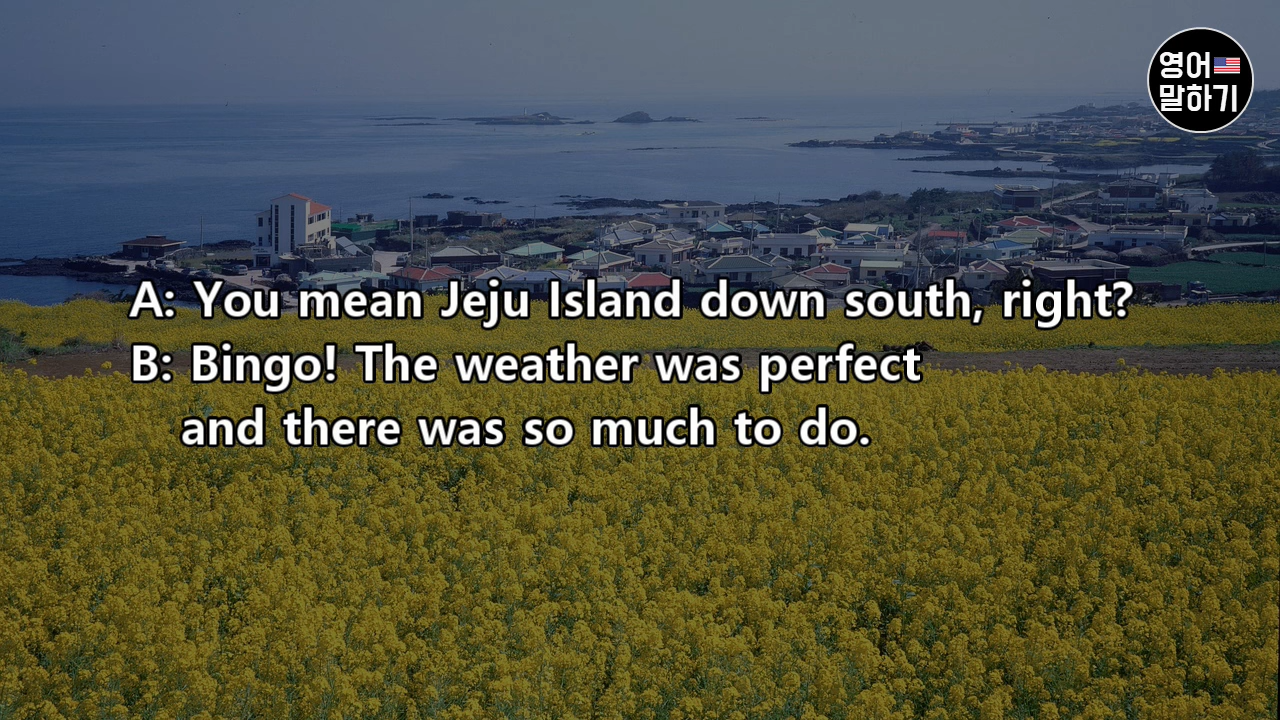 영어
말하기
A: You mean Jeju Island down south, right?
B: Bingo! The weather was perfect
and there was so much to do.